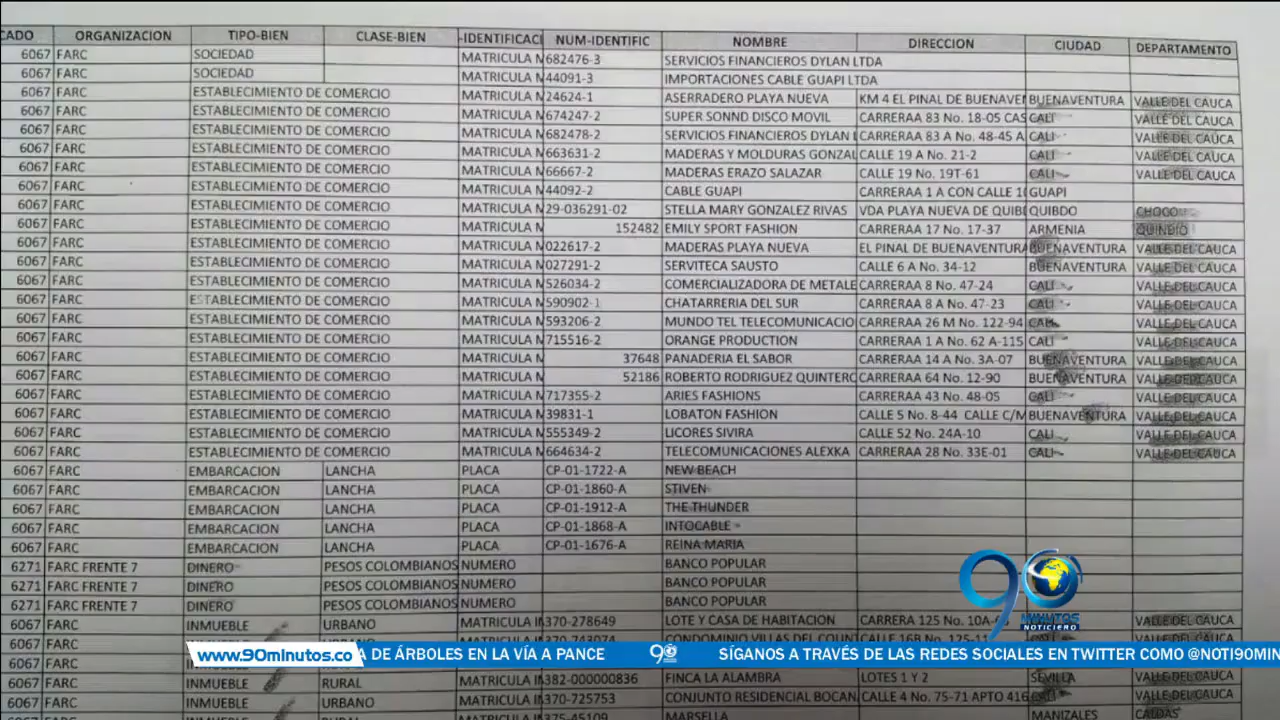 CADO ORGANIZACION TIPO-BIEN CLASE-BIEN -IDENTIFICACI NUM-IDENTIFIC NOMBRE DIRECCION CIUDAD DEPARTAMENTO
6067 FARC SOCIEDAD MATRICULA M 682476-3 SERVICIOS FINANCIEROS DYLAN LTDA
6067 FARC SOCIEDAD MATRICULA M 44091-3 IMPORTACIONES CABLE GUAPI LTDA
6067 FARC ESTABLECIMIENTO DE COMERCIO MATRICULA M 24624-1 ASERRADERO PLAYA NUEVA KM 4 EL PINAL DE BUENAVEN BUENAVENTURA VALLE DEL CAUCA
6067 FARC ESTABLECIMIENTO DE COMERCIO MATRICULA M 674247-2 SUPER SONND DISCO MOVIL CARRERAA 83 No. 18-05 CAS CALI VALLE DEL CAUCA
6067 FARC ESTABLECIMIENTO DE COMERCIO MATRICULA M 682478-2 SERVICIOS FINANCIEROS DYLAN L CARRERAA 83 A No. 48-45 A CALI VALLE DEL CAUCA
6067 FARC ESTABLECIMIENTO DE COMERCIO MATRICULA M 663631-2 MADERAS Y MOLDURAS GONZAL CALLE 19 A No. 21-2 CALI VALLE DEL CAUCA
6067 FARC ESTABLECIMIENTO DE COMERCIO MATRICULA M 66667-2 MADERAS ERAZO SALAZAR CALLE 19 No. 19T-61 CALI VALLE DEL CAUCA
6067 FARC ESTABLECIMIENTO DE COMERCIO MATRICULA M 44092-2 CABLE GUAPI CARRERAA 1 A CON CALLE 10 GUAPI
6067 FARC ESTABLECIMIENTO DE COMERCIO MATRICULA M 29-036291-02 STELLA MARY GONZALEZ RIVAS VDA PLAYA NUEVA DE QUIBD QUIBDO CHOCO
6067 FARC ESTABLECIMIENTO DE COMERCIO MATRICULA M 152482 EMILY SPORT FASHION CARRERAA 17 No. 17-37 ARMENIA QUINDIO
6067 FARC ESTABLECIMIENTO DE COMERCIO MATRICULA M 022617-2 MADERAS PLAYA NUEVA EL PINAL DE BUENAVENTURA BUENAVENTURA VALLE DEL CAUCA
6067 FARC ESTABLECIMIENTO DE COMERCIO MATRICULA M 027291-2 SERVITECA SAUSTO CALLE 6 A No. 34-12 BUENAVENTURA VALLE DEL CAUCA
6067 FARC ESTABLECIMIENTO DE COMERCIO MATRICULA M 526034-2 COMERCIALIZADORA DE METALE CARRERAA 8 No. 47-24 CALI VALLE DEL CAUCA
6067 FARC ESTABLECIMIENTO DE COMERCIO MATRICULA M 590902-1 CHATARRERIA DEL SUR CARRERAA 8 A No. 47-23 CALI VALLE DEL CAUCA
6067 FARC ESTABLECIMIENTO DE COMERCIO MATRICULA M 593206-2 MUNDO TEL TELECOMUNICACIO CARRERAA 26 M No. 122-94 CALI VALLE DEL CAUCA
6067 FARC ESTABLECIMIENTO DE COMERCIO MATRICULA M 715516-2 ORANGE PRODUCTION CARRERAA 1 A No. 62 A-115 CALI VALLE DEL CAUCA
6067 FARC ESTABLECIMIENTO DE COMERCIO MATRICULA M 37648 PANADERIA EL SABOR CARRERAA 14 A No. 3A-07 BUENAVENTURA VALLE DEL CAUCA
6067 FARC ESTABLECIMIENTO DE COMERCIO MATRICULA M 52186 ROBERTO RODRIGUEZ QUINTERO CARRERAA 64 No. 12-90 BUENAVENTURA VALLE DEL CAUCA
6067 FARC ESTABLECIMIENTO DE COMERCIO MATRICULA M 717355-2 ARIES FASHIONS CARRERAA 43 No. 48-05 CALI VALLE DEL CAUCA
6067 FARC ESTABLECIMIENTO DE COMERCIO MATRICULA M 39831-1 LOBATON FASHION CALLE 5 No. 8-44 CALLE C/M BUENAVENTURA VALLE DEL CAUCA
6067 FARC ESTABLECIMIENTO DE COMERCIO MATRICULA M 555349-2 LICORES SIVIRA CALLE 52 No. 24A-10 CALI VALLE DEL CAUCA
6067 FARC ESTABLECIMIENTO DE COMERCIO MATRICULA M 664634-2 TELECOMUNICACIONES ALEXKA CARRERAA 28 No. 33E-01 CALI VALLE DEL CAUCA
6067 FARC EMBARCACION LANCHA PLACA CP-01-1722-A NEW BEACH
6067 FARC EMBARCACION LANCHA PLACA CP-01-1860-A STIVEN
6067 FARC EMBARCACION LANCHA PLACA CP-01-1912-A THE THUNDER
6067 FARC EMBARCACION LANCHA PLACA CP-01-1868-A INTOCABLE
6067 FARC EMBARCACION LANCHA PLACA CP-01-1676-A REINA MARIA
6271 FARC FRENTE 7 DINERO PESOS COLOMBIANOS NUMERO BANCO POPULAR
6271 FARC FRENTE 7 DINERO PESOS COLOMBIANOS NUMERO BANCO POPULAR
6271 FARC FRENTE 7 DINERO PESOS COLOMBIANOS NUMERO BANCO POPULAR
6067 FARC INMUEBLE URBANO MATRICULA IN 370-278649 LOTE Y CASA DE HABITACION CARRERA 125 No. 10A- VALLE DEL CAUCA
90 MINUTOS
NOTICIERO
www.90minutos.co A DE ÁRBOLES EN LA VÍA A PANCE 90 SÍGANOS A TRAVÉS DE LAS REDES SOCIALES EN TWITTER COMO @NOTI90MIN
6067 FARC INMUEBLE RURAL MATRICULA IN 382-000000836 FINCA LA ALAMBRA LOTES 1 Y 2 SEVILLA VALLE DEL CAUCA
6067 FARC INMUEBLE URBANO MATRICULA IN 370-725753 CONJUNTO RESIDENCIAL BOCAN CALLE 4 No. 75-71 APTO 416 CALI VALLE DEL CAUCA
6067 FARC INMUEBLE RURAL MATRICULA IN 375-45109 MARSELLA MANIZALES CALDAS